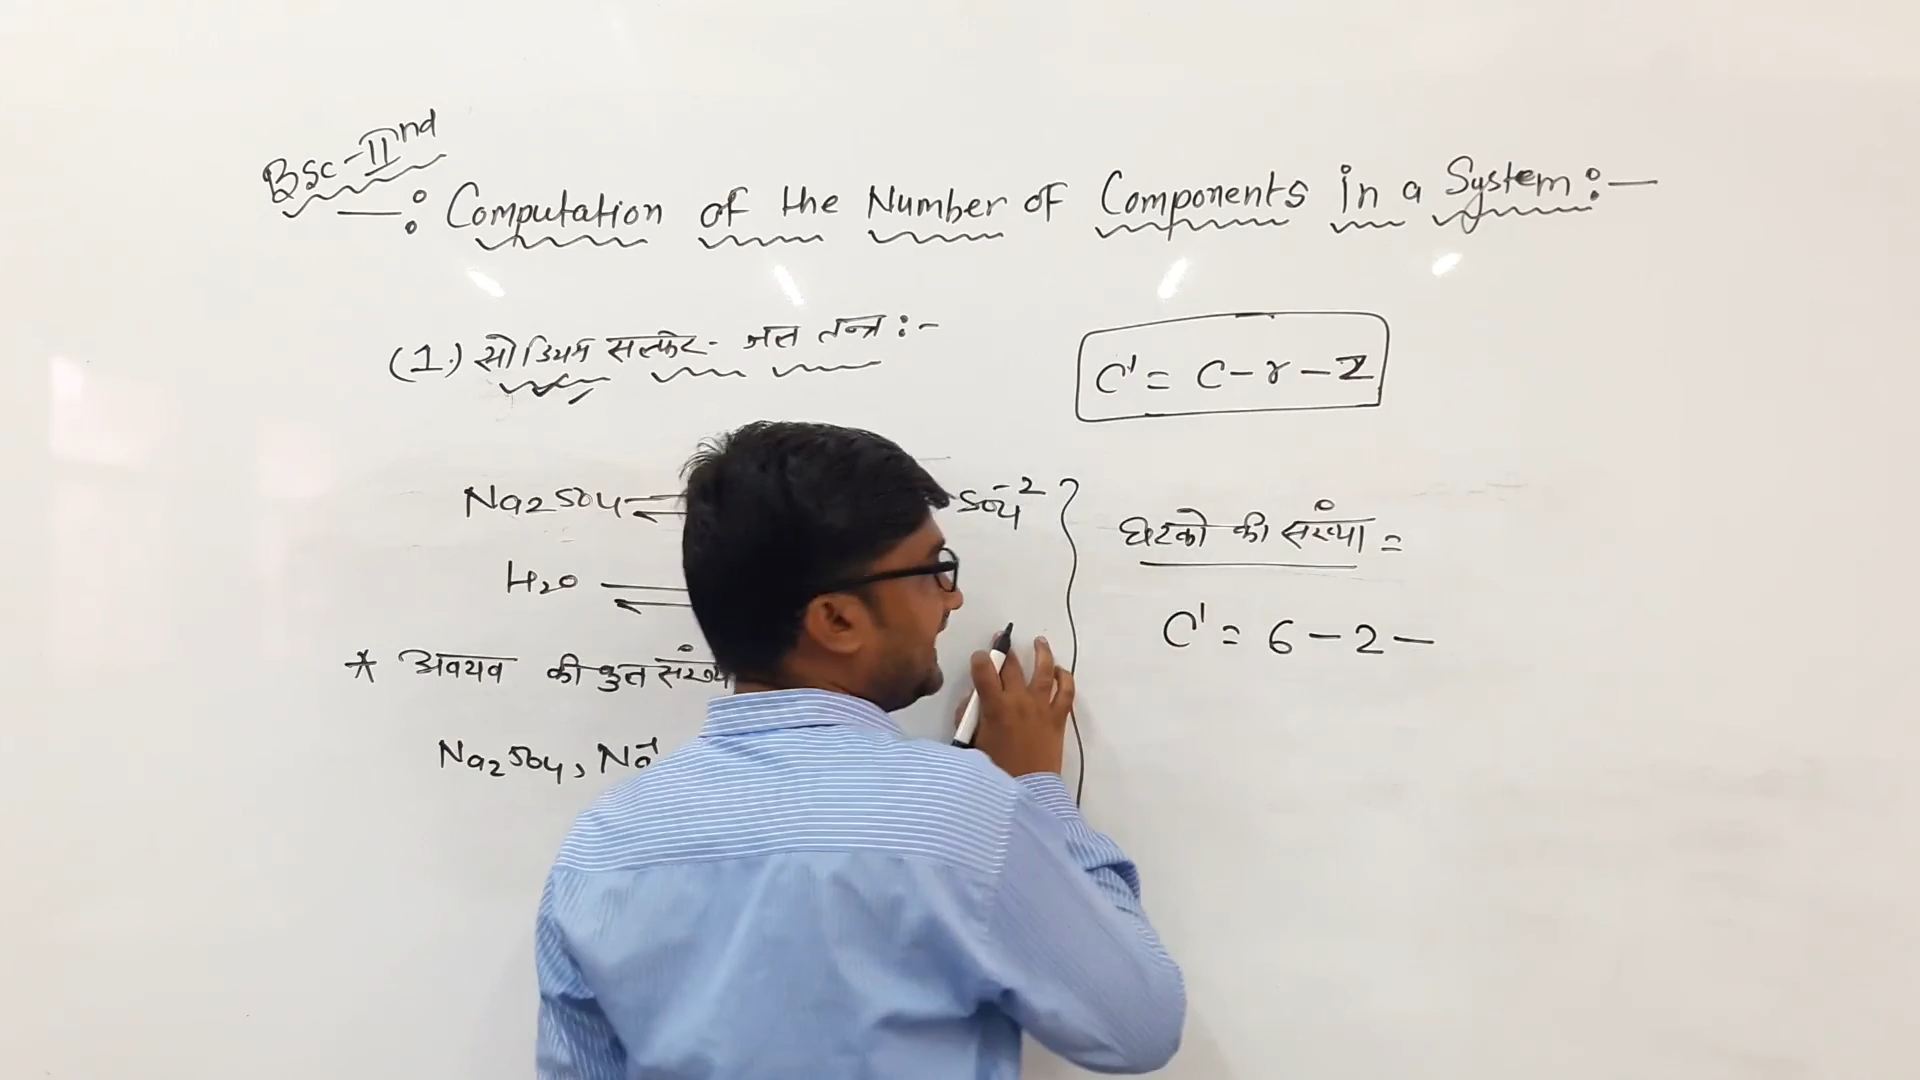 BSc-IInd
—: Computation of the Number of Components in a System :—
(1.) सोडियम सल्फेट- जल तन्त्र :-
C' = C - r - Z
Na2SO4 ⇌ SO4^-2
H2O ⇌
घटकों की संख्या =
C' = 6 - 2 -
* अवयव की कुल संख्य
Na2SO4, Na+